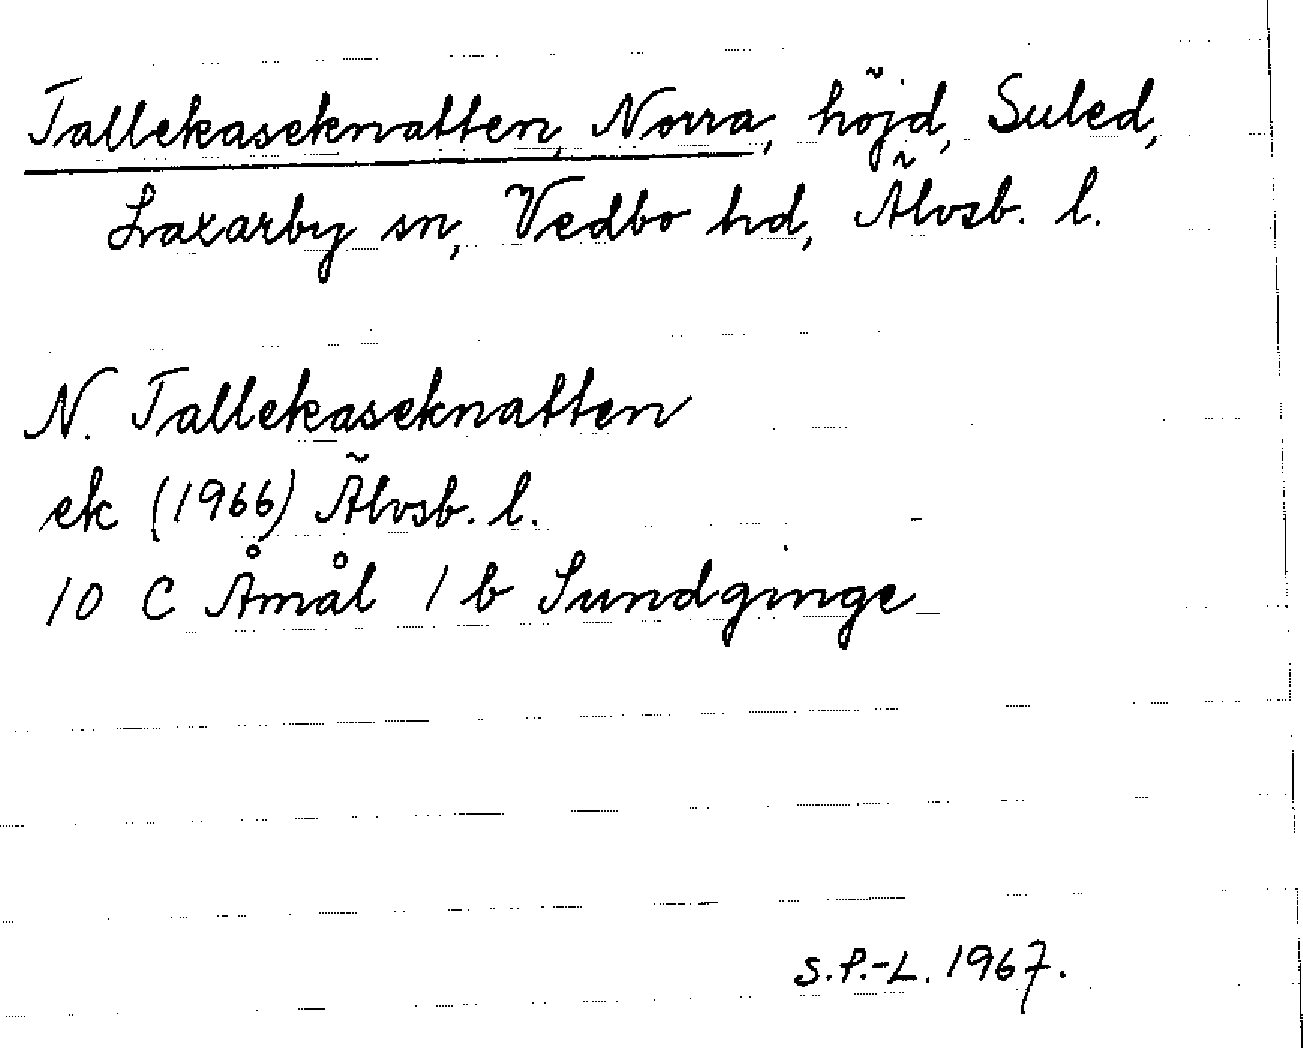 Tallekaseknatten, Norra, höjd, Suled,
Laxarby sn, Vedbo hd, Älvsb. l.
N. Tallekaseknatten
ek (1966) Älvsb. l.
10 C Åmål 1 b Sundginge
S.P.-L. 1967.